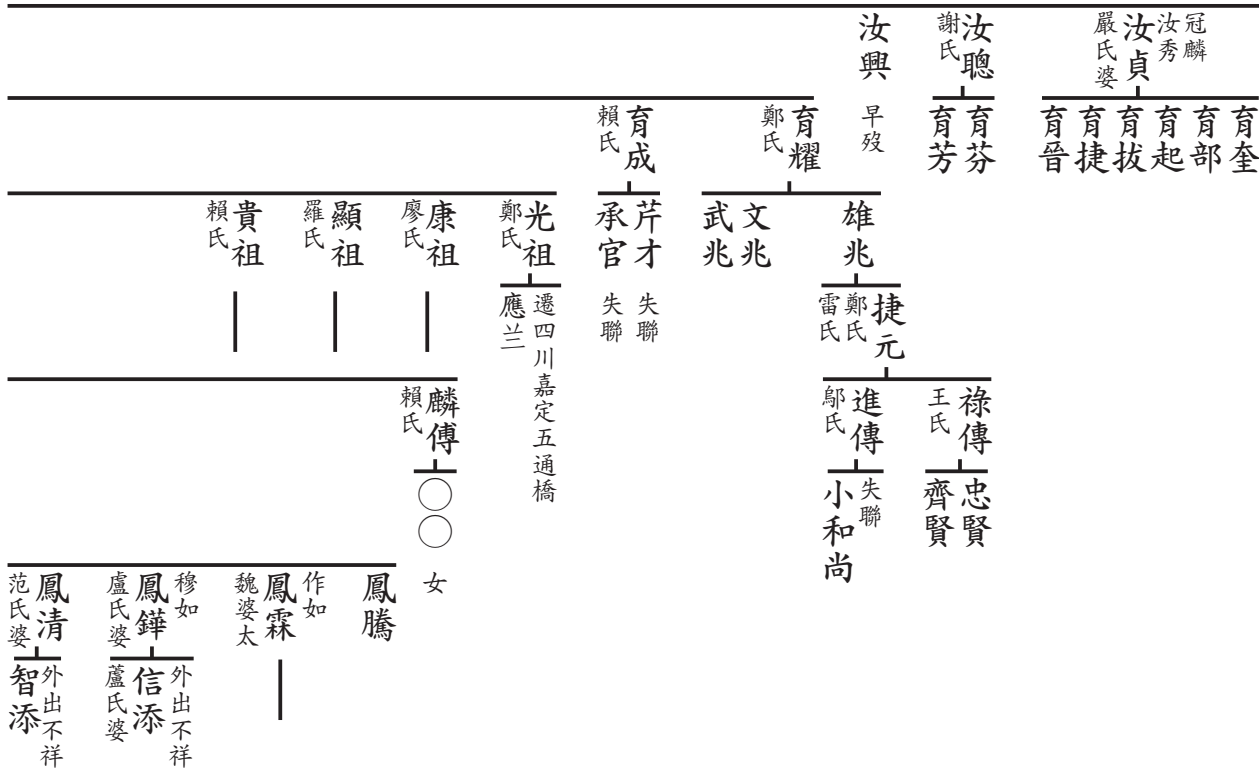 冠麟
汝秀
汝貞
嚴氏婆
汝聰
謝氏
汝興
早歿
育奎
育部
育起
育拔
育捷
育晉
育芬
育芳
育耀
鄭氏
育成
賴氏
雄兆
文兆
武兆
芹才
失聯
承官
失聯
光祖
鄭氏
康祖
廖氏
顯祖
羅氏
貴祖
賴氏
捷元
鄭氏
雷氏
遷四川嘉定五通橋
應兰
祿傳
王氏
進傳
鄔氏
麟傳
賴氏
忠賢
齊賢
失聯
小和尚
〇〇
女
鳳騰
作如
鳳霖
魏婆太
穆如
鳳鏵
盧氏婆
鳳清
范氏婆
外出不祥
信添
蘆氏婆
外出不祥
智添